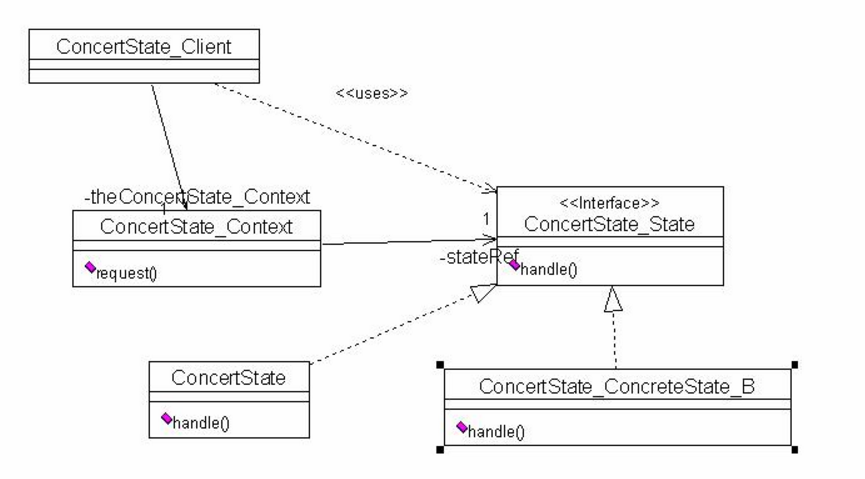 ConcertState_Client
<<uses>>
-theConcertState_Context
1
ConcertState_Context
request()
1
-stateRef
<<Interface>>
ConcertState_State
handle()
ConcertState
handle()
ConcertState_ConcreteState_B
handle()